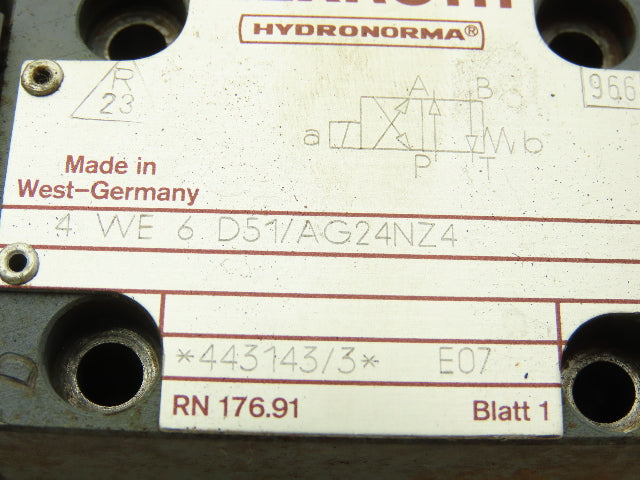 HYDRONORMA®
R
23
966
A B
a b
P T
Made in
West-Germany
4 WE 6 D51/AG24NZ4
*443143/3* E07
RN 176.91 Blatt 1
D